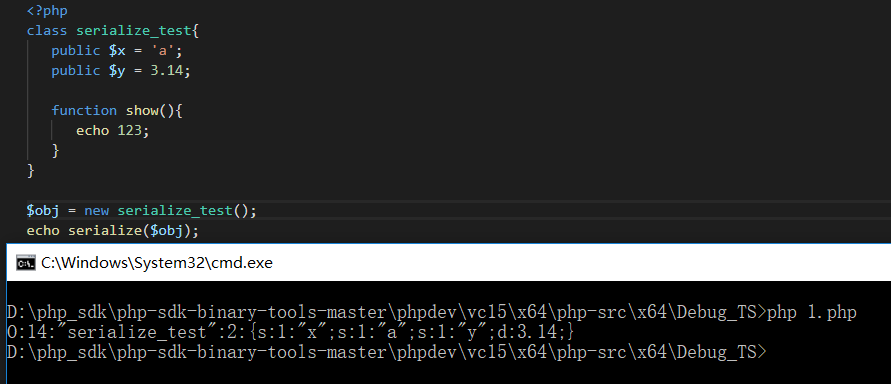 <?php
class serialize_test{
public $x = 'a';
public $y = 3.14;
function show(){
echo 123;
}
}
$obj = new serialize_test();
echo serialize($obj);
C:\Windows\System32\cmd.exe
D:\php_sdk\php-sdk-binary-tools-master\phpdev\vc15\x64\php-src\x64\Debug_TS>php 1.php
O:14:"serialize_test":2:{s:1:"x";s:1:"a";s:1:"y";d:3.14;}
D:\php_sdk\php-sdk-binary-tools-master\phpdev\vc15\x64\php-src\x64\Debug_TS>